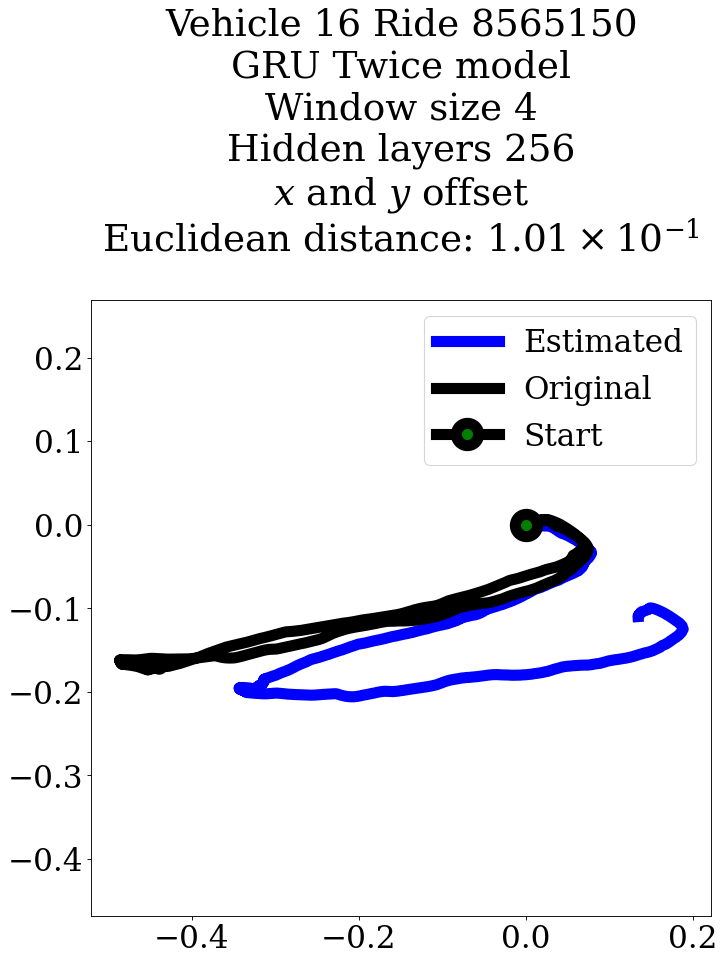 Vehicle 16 Ride 8565150
GRU Twice model
Window size 4
Hidden layers 256
x and y offset
Euclidean distance: 1.01 × 10⁻¹
Estimated
Original
Start
0.2
0.1
0.0
−0.1
−0.2
−0.3
−0.4
−0.4 −0.2 0.0 0.2